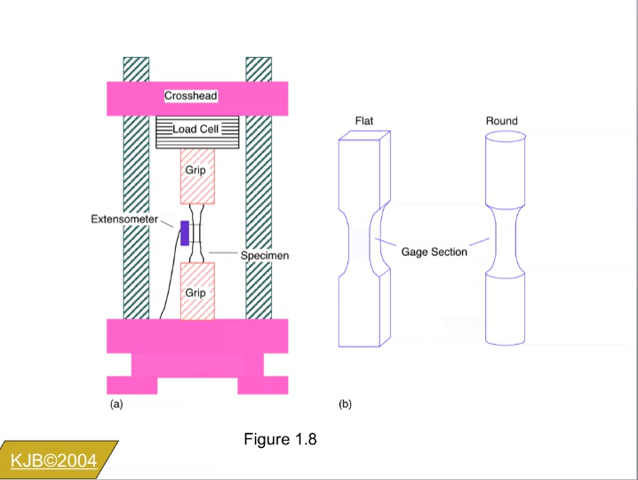 Crosshead
Load Cell
Grip
Extensometer
Specimen
Grip
(a)
Flat
Round
Gage Section
(b)
Figure 1.8
KJB©2004